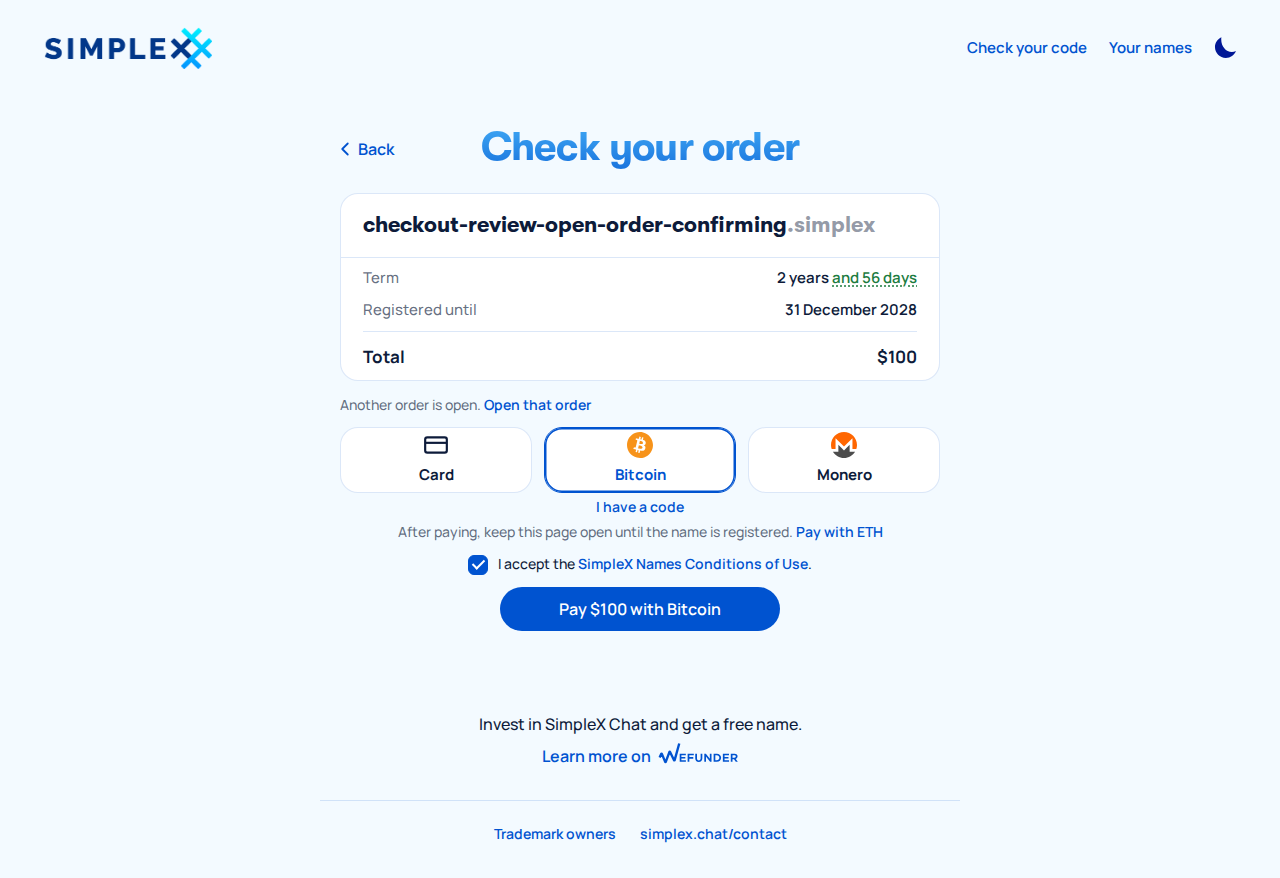 SIMPLEX
Check your code
Your names
Back
Check your order
checkout-review-open-order-confirming.simplex
Term
2 years and 56 days
Registered until
31 December 2028
Total
$100
Another order is open. Open that order
Card
Bitcoin
Monero
I have a code
After paying, keep this page open until the name is registered. Pay with ETH
I accept the SimpleX Names Conditions of Use.
Pay $100 with Bitcoin
Invest in SimpleX Chat and get a free name.
Learn more on WEFUNDER
Trademark owners
simplex.chat/contact